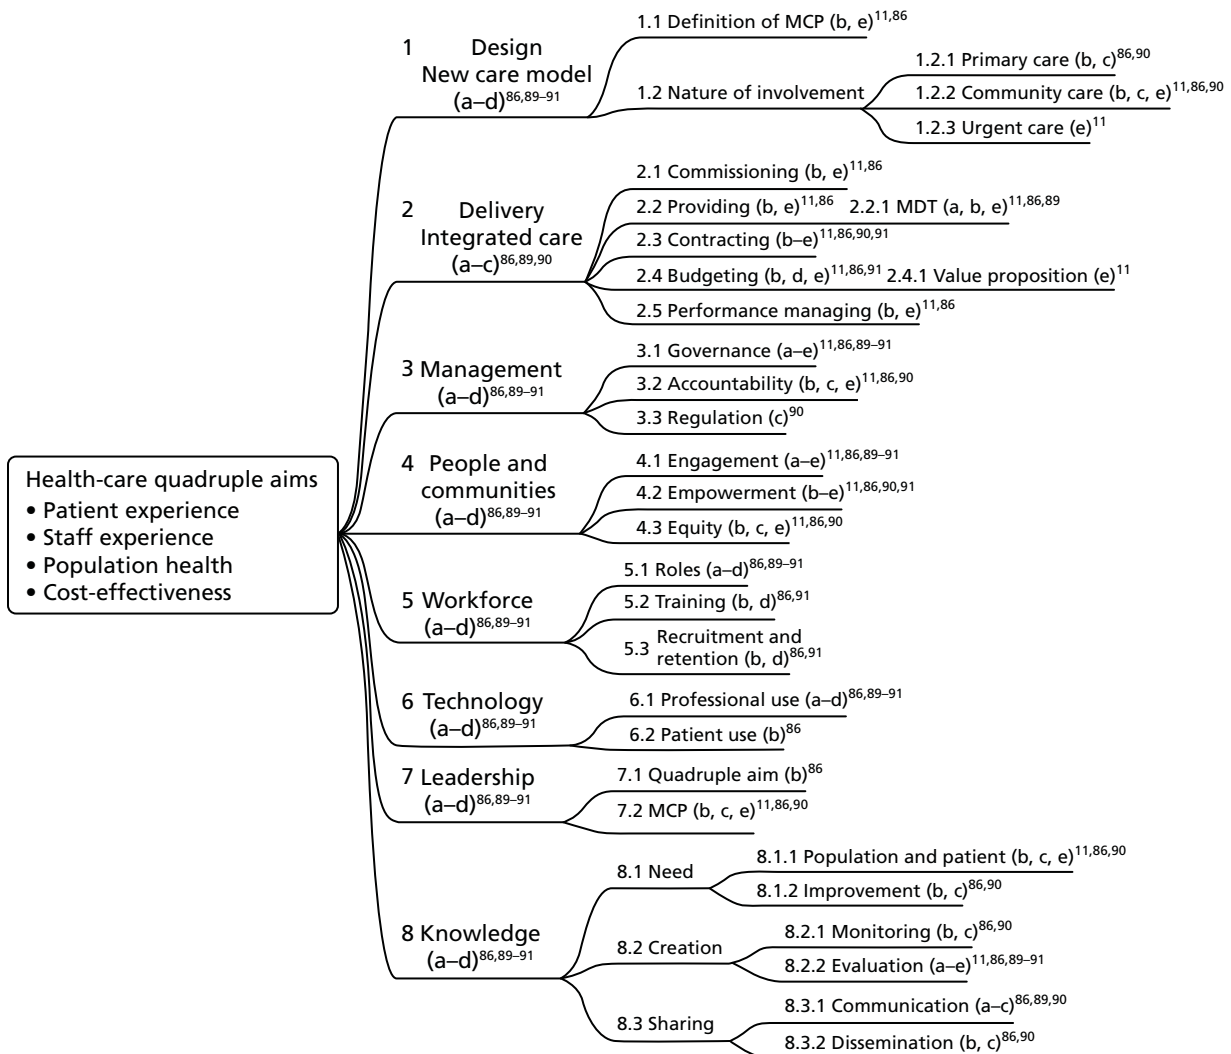 Health-care quadruple aims
• Patient experience
• Staff experience
• Population health
• Cost-effectiveness
1 Design
New care model
(a–d)86,89–91
1.1 Definition of MCP (b, e)11,86
1.2 Nature of involvement
1.2.1 Primary care (b, c)86,90
1.2.2 Community care (b, c, e)11,86,90
1.2.3 Urgent care (e)11
2 Delivery
Integrated care
(a–c)86,89,90
2.1 Commissioning (b, e)11,86
2.2 Providing (b, e)11,86 2.2.1 MDT (a, b, e)11,86,89
2.3 Contracting (b–e)11,86,90,91
2.4 Budgeting (b, d, e)11,86,91 2.4.1 Value proposition (e)11
2.5 Performance managing (b, e)11,86
3 Management
(a–d)86,89–91
3.1 Governance (a–e)11,86,89–91
3.2 Accountability (b, c, e)11,86,90
3.3 Regulation (c)90
4 People and
communities
(a–d)86,89–91
4.1 Engagement (a–e)11,86,89–91
4.2 Empowerment (b–e)11,86,90,91
4.3 Equity (b, c, e)11,86,90
5 Workforce
(a–d)86,89–91
5.1 Roles (a–d)86,89–91
5.2 Training (b, d)86,91
5.3 Recruitment and
retention (b, d)86,91
6 Technology
(a–d)86,89–91
6.1 Professional use (a–d)86,89–91
6.2 Patient use (b)86
7 Leadership
(a–d)86,89–91
7.1 Quadruple aim (b)86
7.2 MCP (b, c, e)11,86,90
8 Knowledge
(a–d)86,89–91
8.1 Need
8.1.1 Population and patient (b, c, e)11,86,90
8.1.2 Improvement (b, c)86,90
8.2 Creation
8.2.1 Monitoring (b, c)86,90
8.2.2 Evaluation (a–e)11,86,89–91
8.3 Sharing
8.3.1 Communication (a–c)86,89,90
8.3.2 Dissemination (b, c)86,90